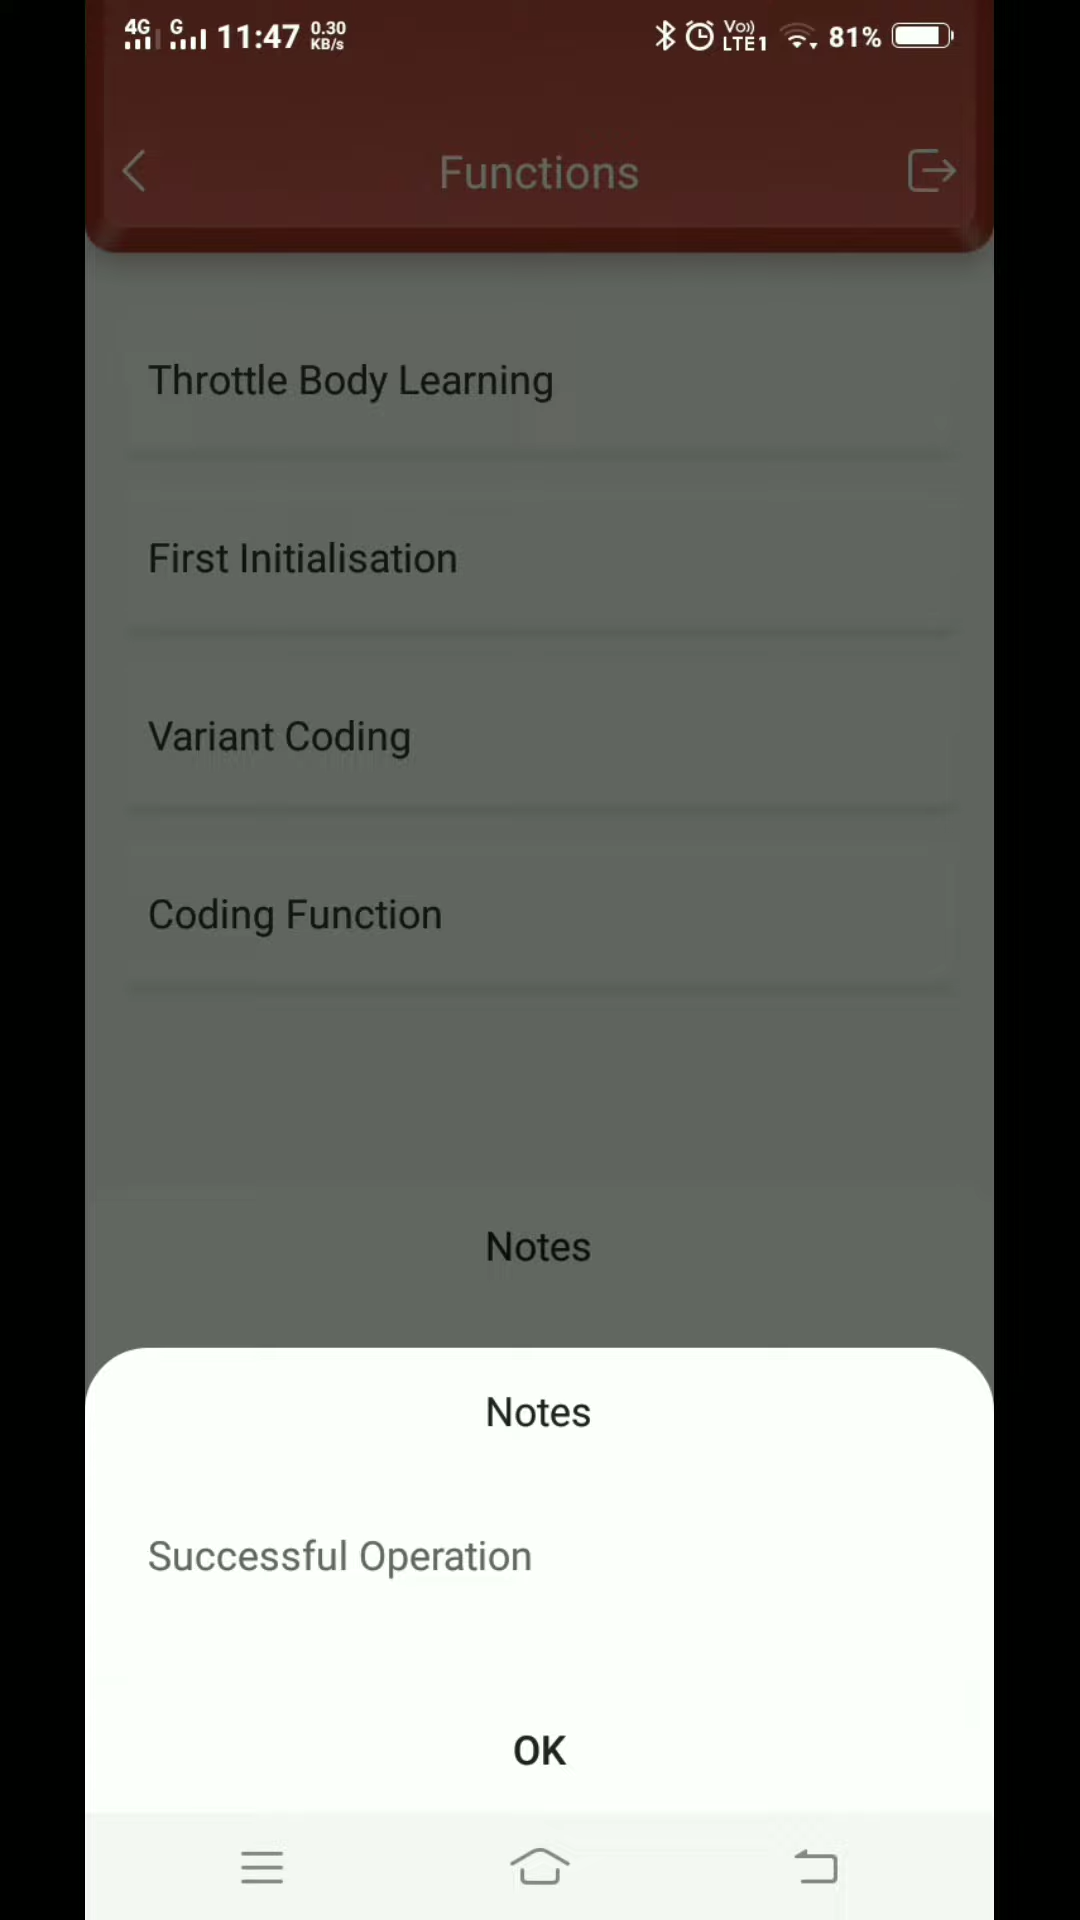 4G G 11:47 0.30 KB/s Vo)) LTE1 81%
Functions
Throttle Body Learning
First Initialisation
Variant Coding
Coding Function
Notes
Notes
Successful Operation
OK